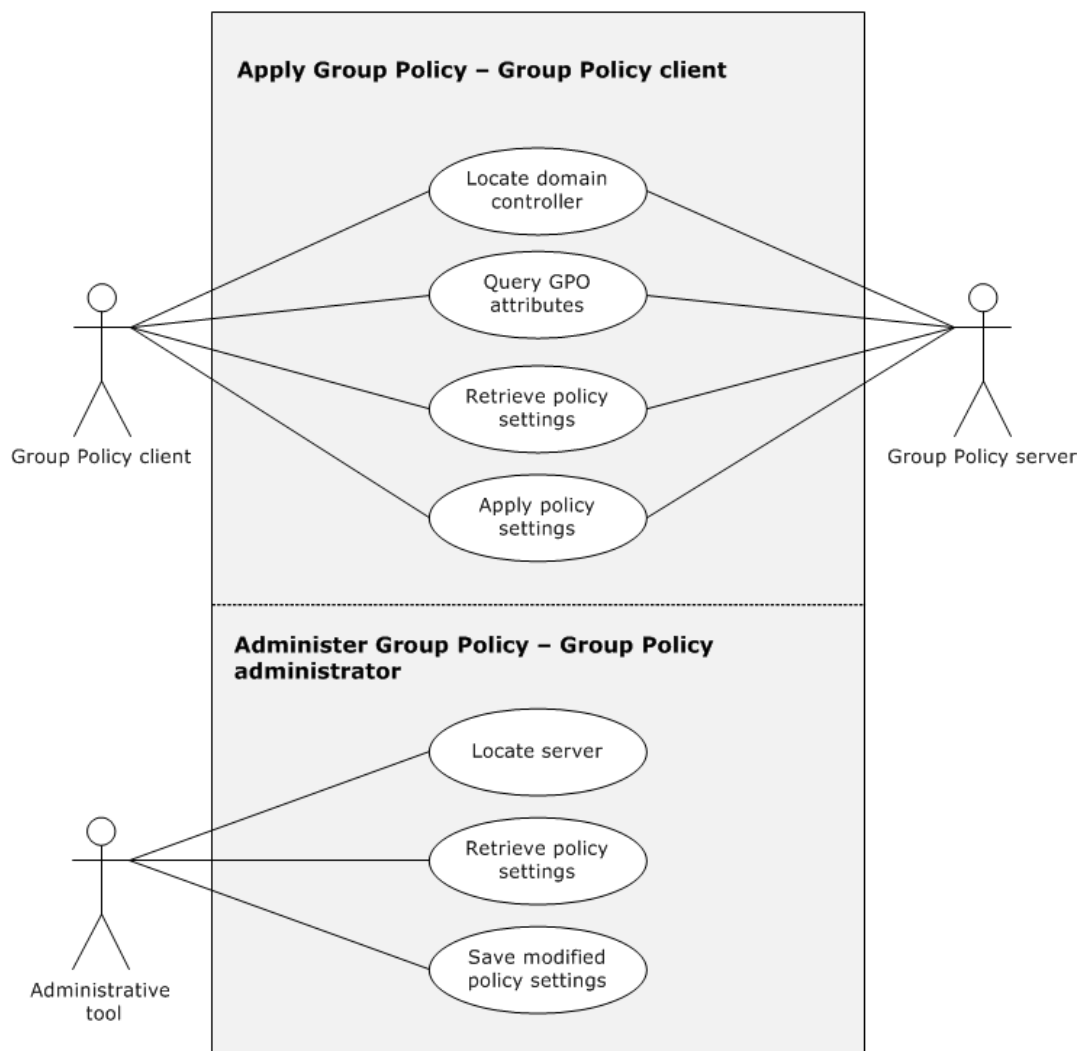 Apply Group Policy – Group Policy client
Locate domain
controller
Query GPO
attributes
Retrieve policy
settings
Group Policy client
Group Policy server
Apply policy
settings
Administer Group Policy – Group Policy
administrator
Locate server
Retrieve policy
settings
Save modified
policy settings
Administrative
tool